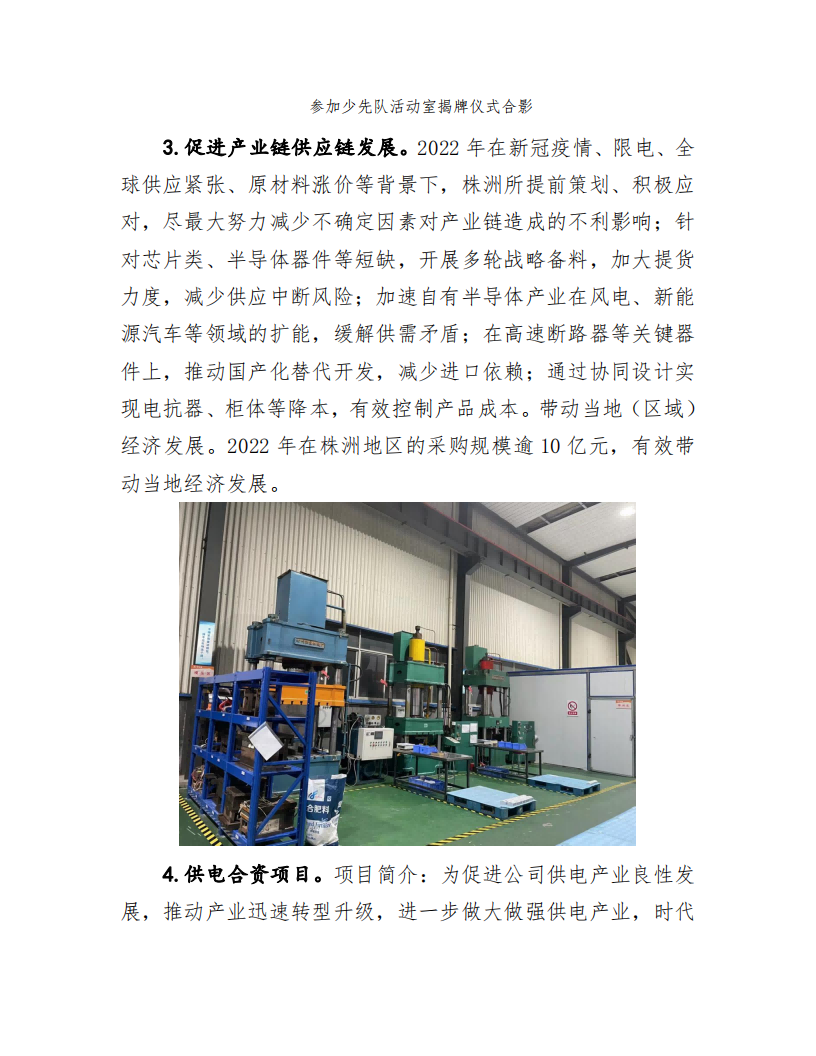 参加少先队活动室揭牌仪式合影
3.促进产业链供应链发展。2022 年在新冠疫情、限电、全
球供应紧张、原材料涨价等背景下，株洲所提前策划、积极应
对，尽最大努力减少不确定因素对产业链造成的不利影响；针
对芯片类、半导体器件等短缺，开展多轮战略备料，加大提货
力度，减少供应中断风险；加速自有半导体产业在风电、新能
源汽车等领域的扩能，缓解供需矛盾；在高速断路器等关键器
件上，推动国产化替代开发，减少进口依赖；通过协同设计实
现电抗器、柜体等降本，有效控制产品成本。带动当地（区域）
经济发展。2022 年在株洲地区的采购规模逾 10 亿元，有效带
动当地经济发展。
合肥料
4.供电合资项目。项目简介：为促进公司供电产业良性发
展，推动产业迅速转型升级，进一步做大做强供电产业，时代